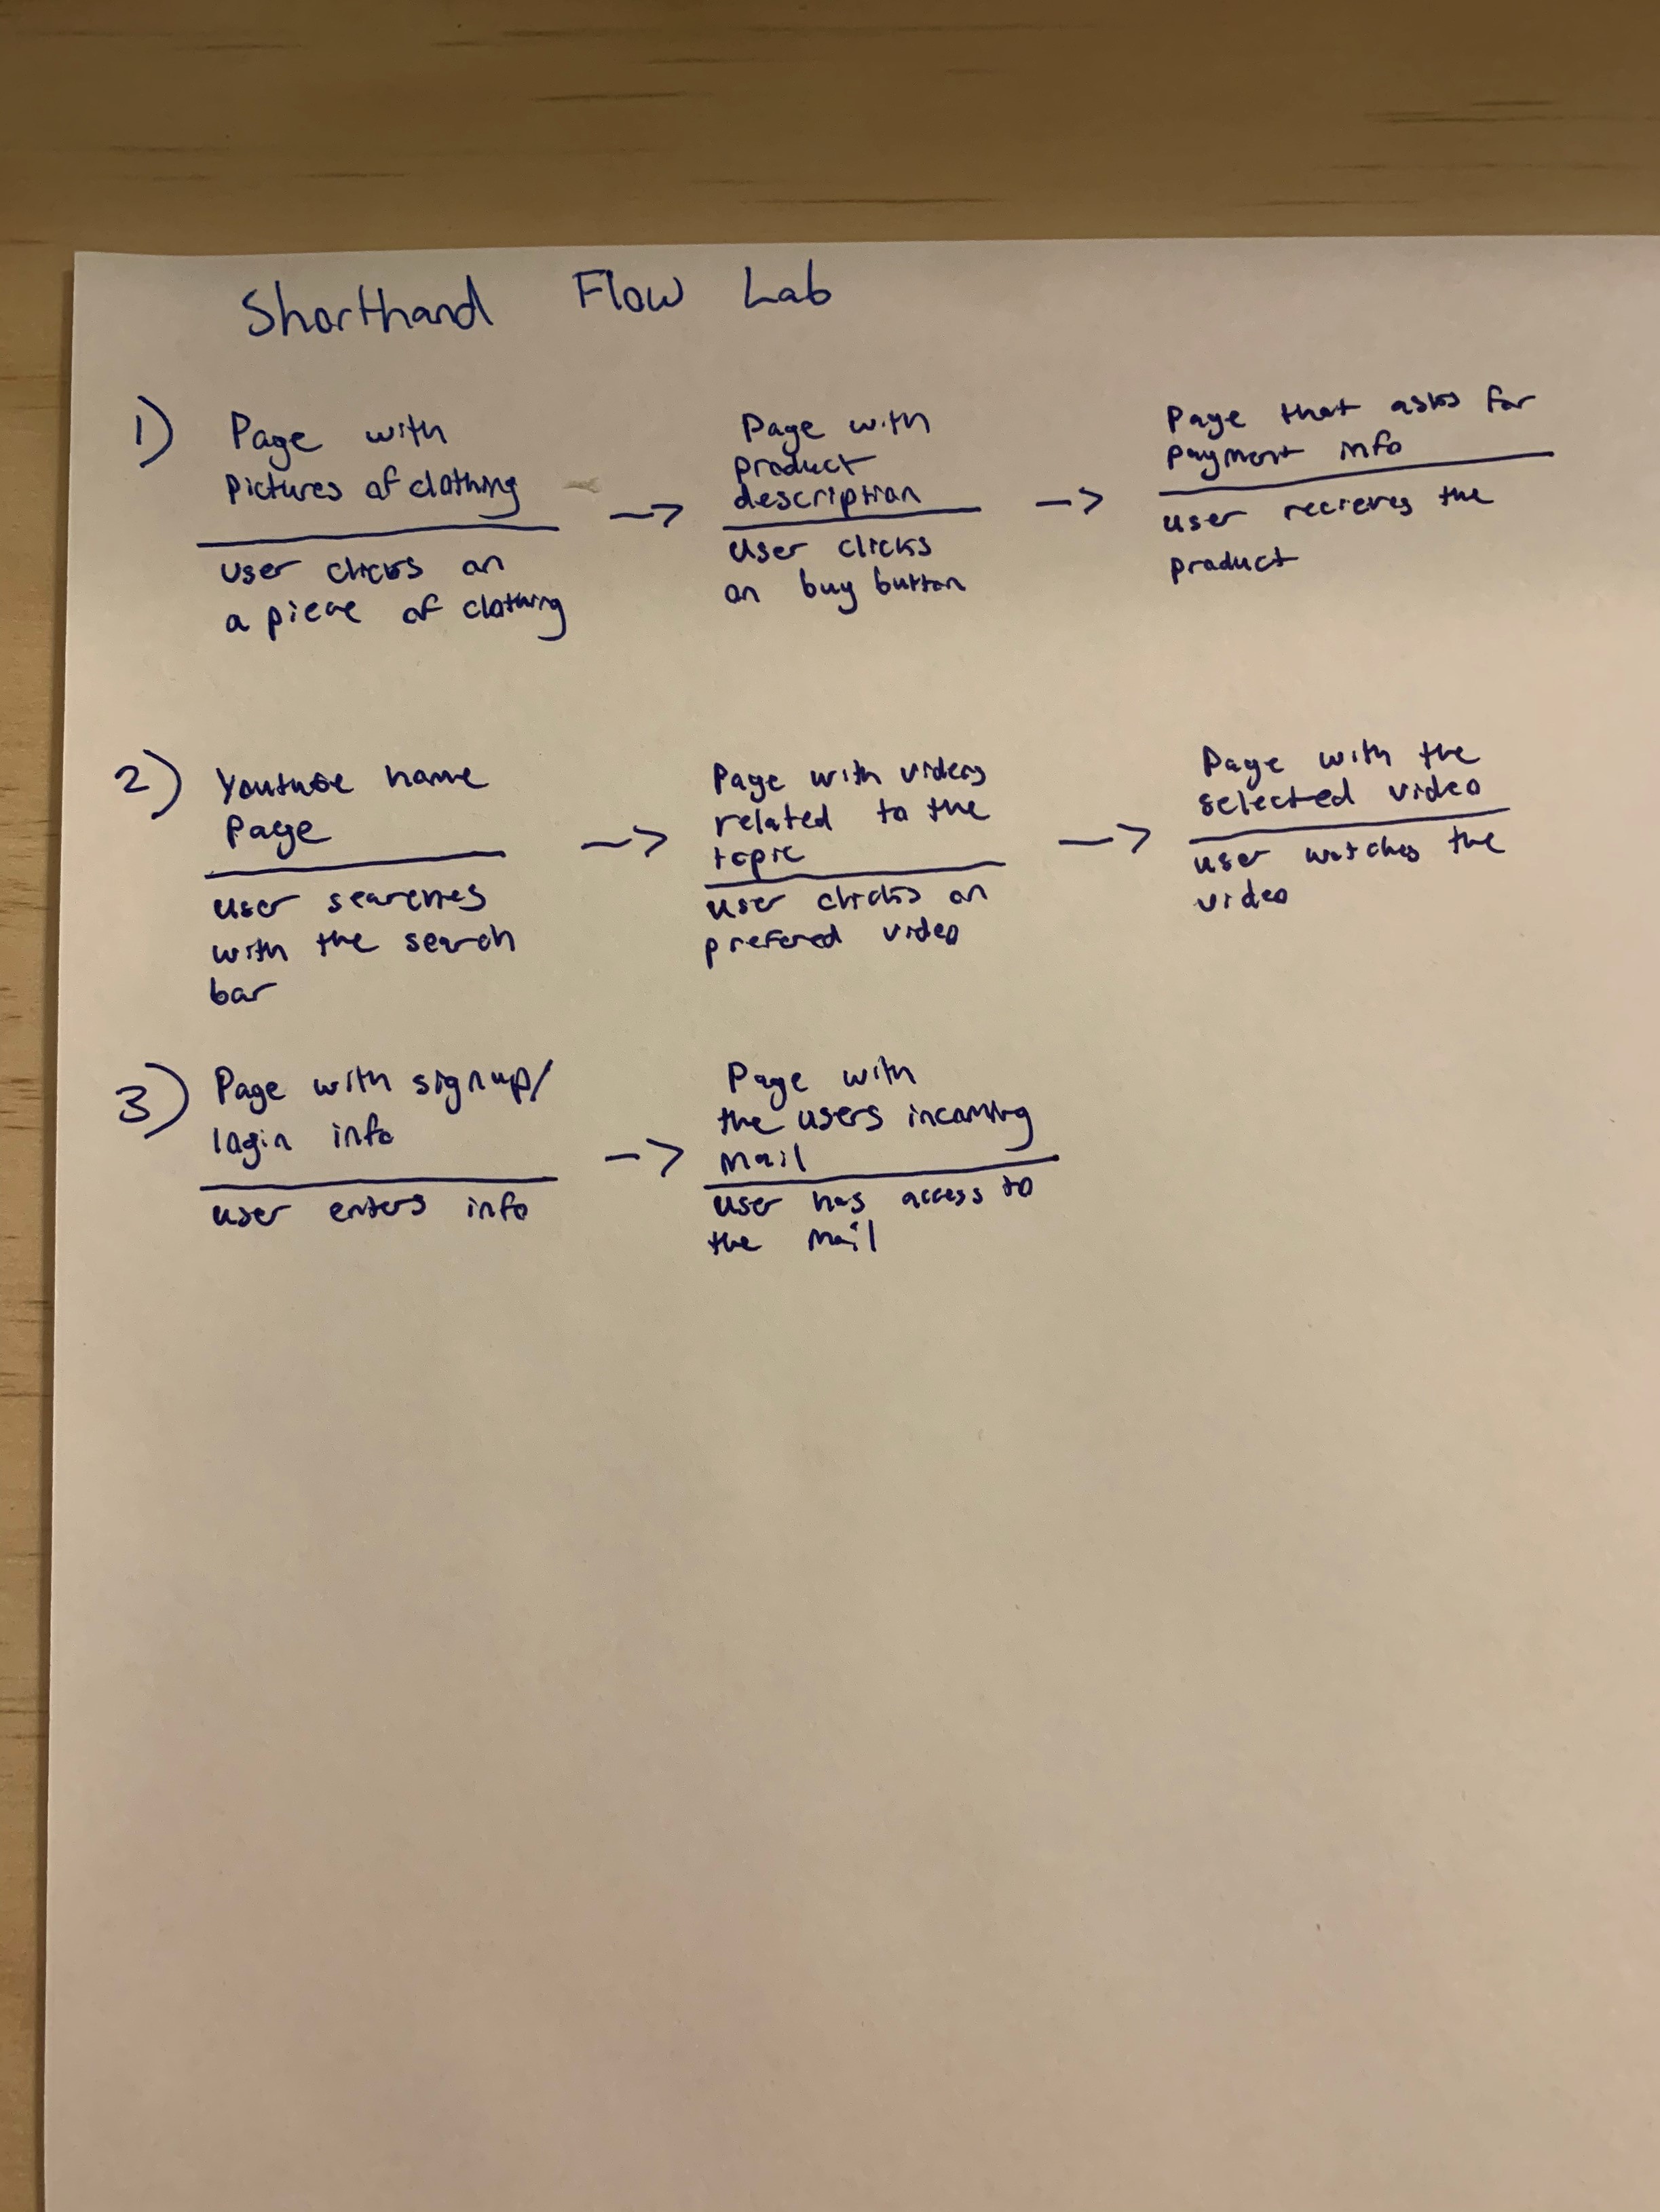 Shorthand Flow Lab
1)
Page with
pictures of clothing
user clicks on
a piece of clothing
->
Page with
product
description
user clicks
on buy button
->
Page that asks for
payment info
user recieves the
product
2)
Youtube home
page
user searches
with the search
bar
->
Page with videos
related to the
topic
user clicks on
prefered video
->
Page with the
selected video
user watches the
video
3)
Page with signup/
login info
user enters info
->
Page with
the users incoming
mail
user has access to
the mail